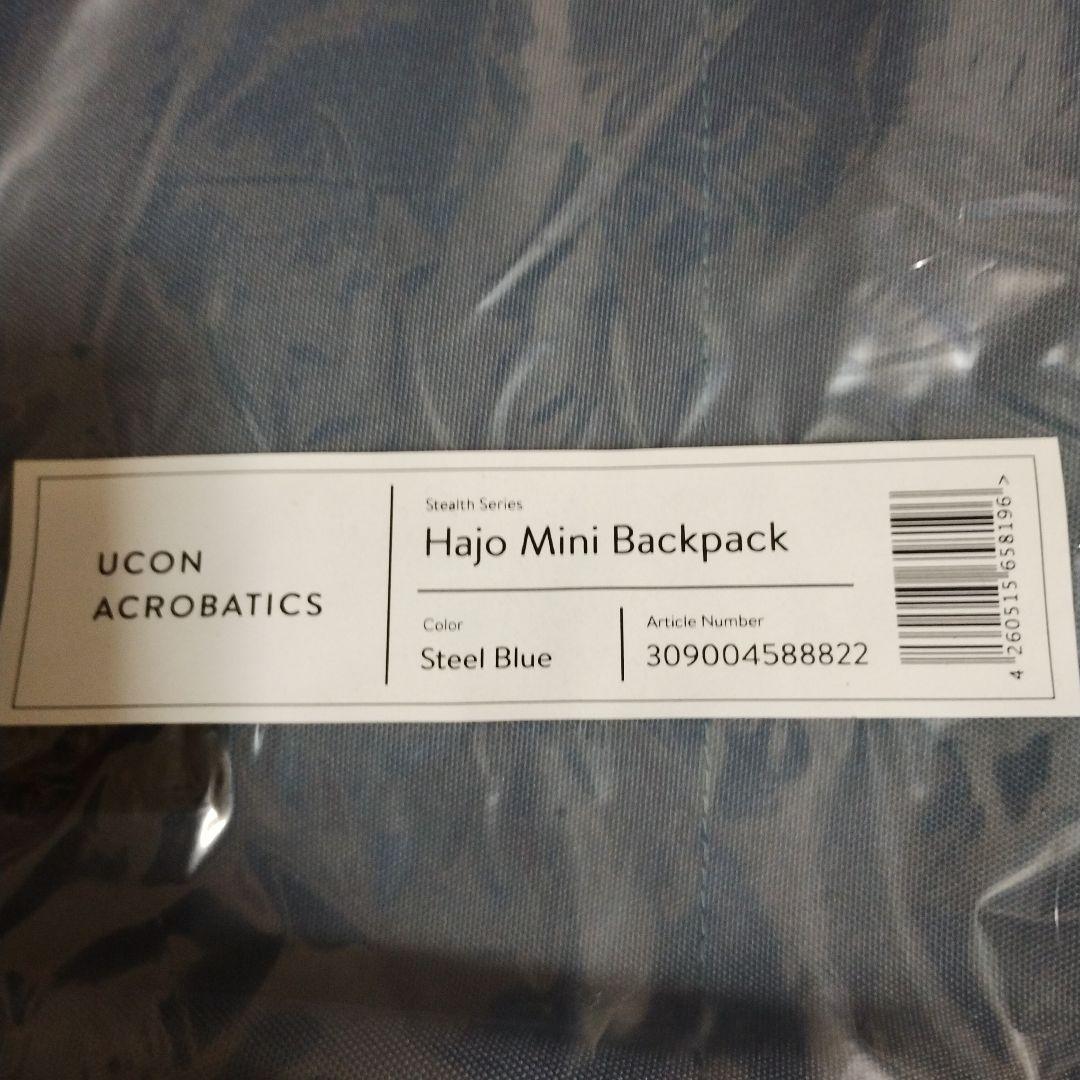 UCON
ACROBATICS
Stealth Series
Hajo Mini Backpack
Color
Steel Blue
Article Number
309004588822
4 260515 658196 >